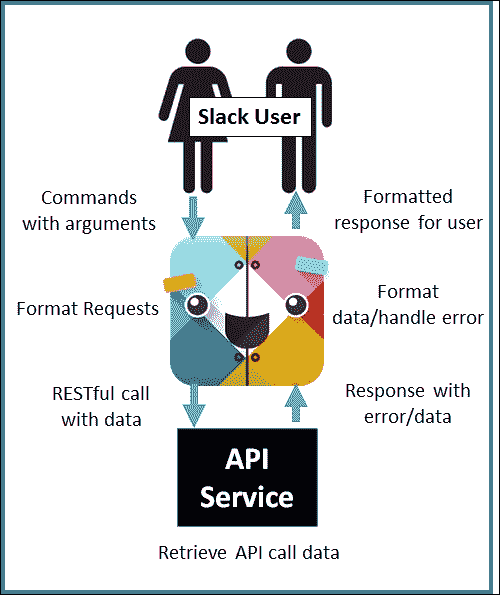 Slack User
Commands
with arguments
Formatted
response for user
Format Requests
Format
data/handle error
RESTful call
with data
Response with
error/data
API
Service
Retrieve API call data